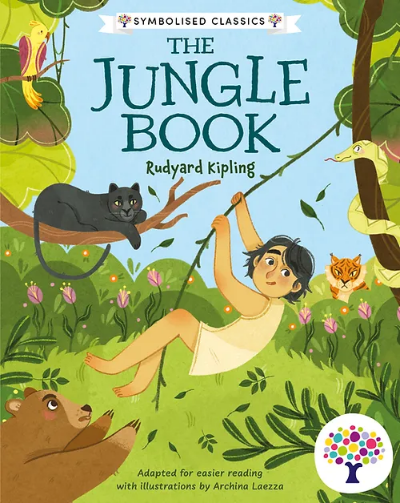 SYMBOLISED CLASSICS
THE
JUNGLE
BOOK
Rudyard Kipling
Adapted for easier reading
with illustrations by Archina Laezza